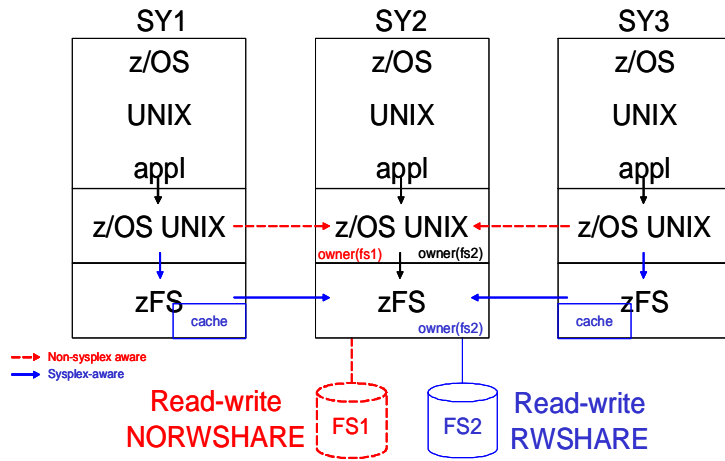 SY1
SY2
SY3
z/OS
z/OS
z/OS
UNIX
UNIX
UNIX
appl
appl
appl
z/OS UNIX
z/OS UNIX
z/OS UNIX
owner(fs1)
owner(fs2)
zFS
zFS
zFS
cache
owner(fs2)
cache
Non-sysplex aware
Sysplex-aware
Read-write
NORWSHARE
FS1
FS2
Read-write
RWSHARE